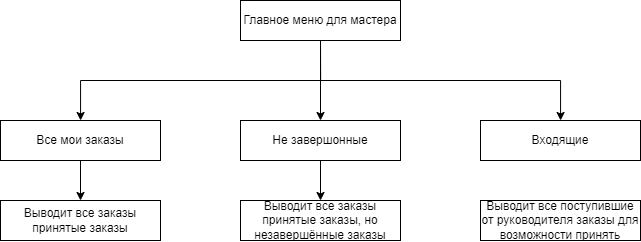 Главное меню для мастера
Все мои заказы
Не завершонные
Входящие
Выводит все заказы
принятые заказы
Выводит все заказы
принятые заказы, но
незавершённые заказы
Выводит все поступившие
от руководителя заказы для
возможности принять